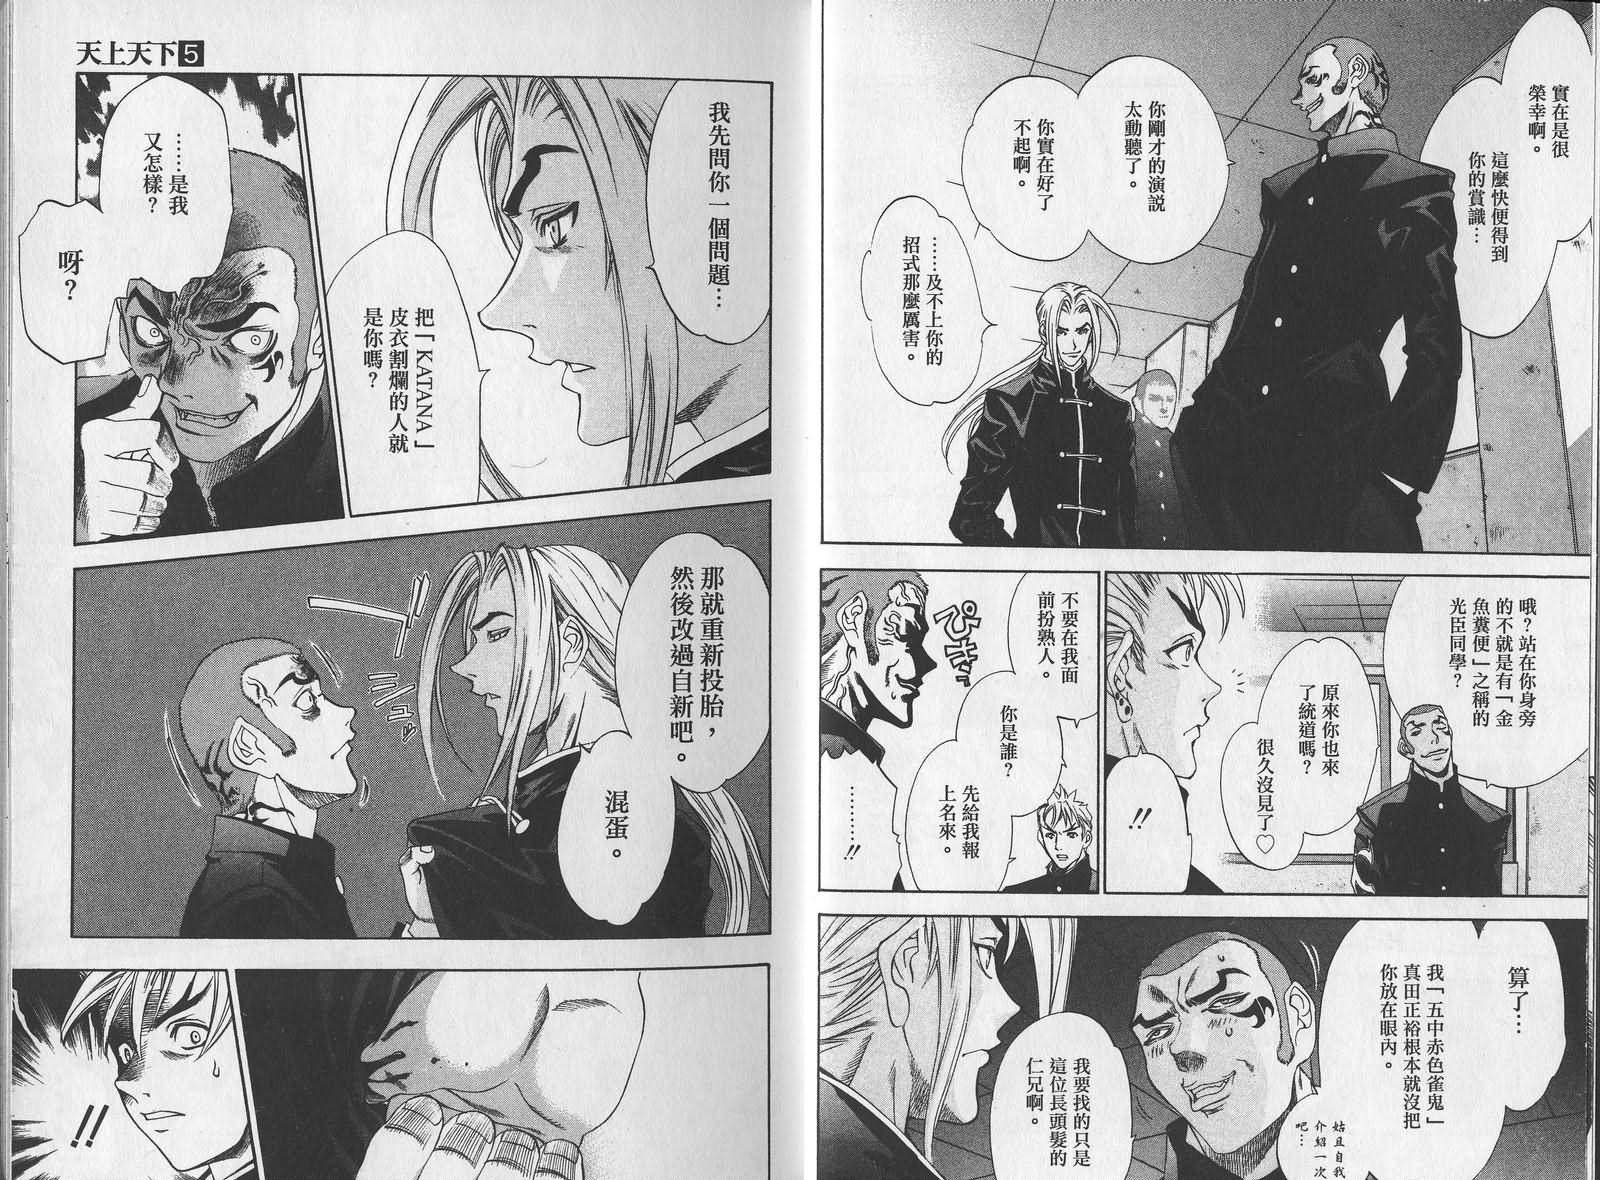 實在是很
榮幸啊。
這麼快便得到
你的賞識…
你剛才的演説
太動聽了。
你實在好了
不起啊。
……及不上你的
招式那麼厲害。
哦？站在你身旁
的不就是有「金
魚糞便」之稱的
光臣同學？
原來你也來
了統道嗎？
很久沒見了♡
!!
不要在我面
前扮熟人。
你是誰？
先給我報
上名來。
………!!
ぴきっ
算了…
我「五中赤色雀鬼」
真田正裕根本就沒把
你放在眼內。
姑且自我
介紹一次
吧…
我要找的只是
這位長頭髮的
仁兄啊。
天上天下5
我先問你一個問題…
把「KATANA」
皮衣割爛的人就
是你嗎？
……是我
又怎樣？
呀？
那就重新投胎，
然後改過自新吧。
混蛋。
ギュッ
!!